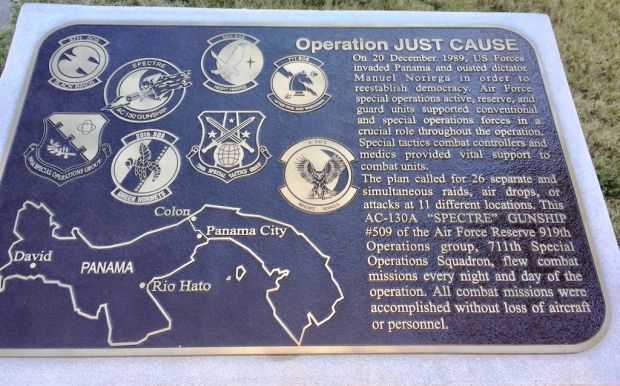 Operation JUST CAUSE
On 20 December 1989, US Forces
invaded Panama and ousted dictator
Manuel Noriega in order to
reestablish democracy. Air Force
special operations active, reserve, and
guard units supported conventional
and special operations forces in a
crucial role throughout the operation.
Special tactics combat controllers and
medics provided vital support to
combat units.
The plan called for 26 separate and
simultaneous raids, air drops, or
attacks at 11 different locations. This
AC-130A "SPECTRE" GUNSHIP
#509 of the Air Force Reserve 919th
Operations group, 711th Special
Operations Squadron, flew combat
missions every night and day of the
operation. All combat missions were
accomplished without loss of aircraft
or personnel.
SPECTRE
AC-130 GUNSHIP
GREEN HORNETS
Colon
Panama City
David
PANAMA
Rio Hato